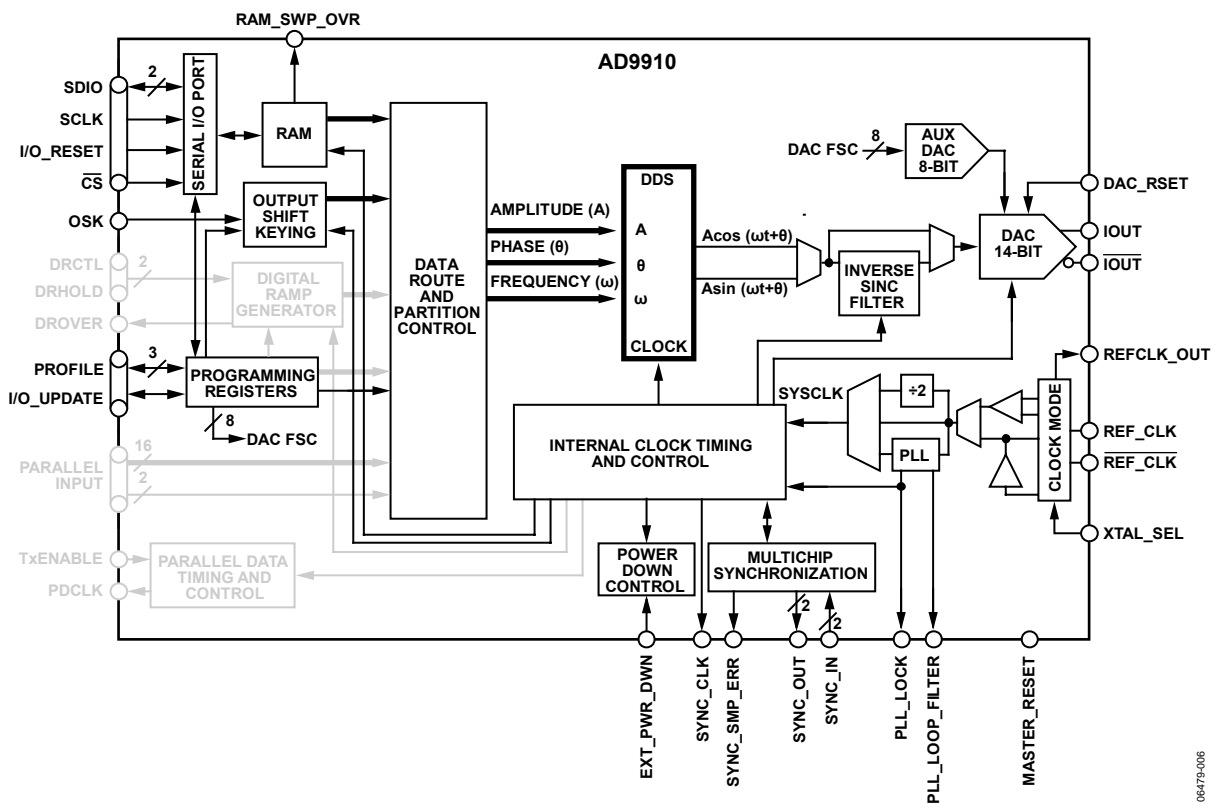 RAM_SWP_OVR
AD9910
SDIO
2
SCLK
I/O_RESET
CS
SERIAL I/O PORT
RAM
OSK
OUTPUT
SHIFT
KEYING
DRCTL
2
DRHOLD
DROVER
DIGITAL
RAMP
GENERATOR
PROFILE
3
I/O_UPDATE
PROGRAMMING
REGISTERS
8
DAC FSC
PARALLEL
INPUT
16
2
TxENABLE
PDCLK
PARALLEL DATA
TIMING AND
CONTROL
DATA
ROUTE
AND
PARTITION
CONTROL
AMPLITUDE (A)
PHASE (θ)
FREQUENCY (ω)
DDS
A
θ
ω
CLOCK
Acos (ωt+θ)
Asin (ωt+θ)
INVERSE
SINC
FILTER
DAC FSC
8
AUX
DAC
8-BIT
DAC
14-BIT
DAC_RSET
IOUT
IOUT
REFCLK_OUT
REF_CLK
REF_CLK
XTAL_SEL
CLOCK MODE
SYSCLK
÷2
PLL
INTERNAL CLOCK TIMING
AND CONTROL
POWER
DOWN
CONTROL
MULTICHIP
SYNCHRONIZATION
2
2
EXT_PWR_DWN
SYNC_CLK
SYNC_SMP_ERR
SYNC_OUT
SYNC_IN
PLL_LOCK
PLL_LOOP_FILTER
MASTER_RESET
06479-006